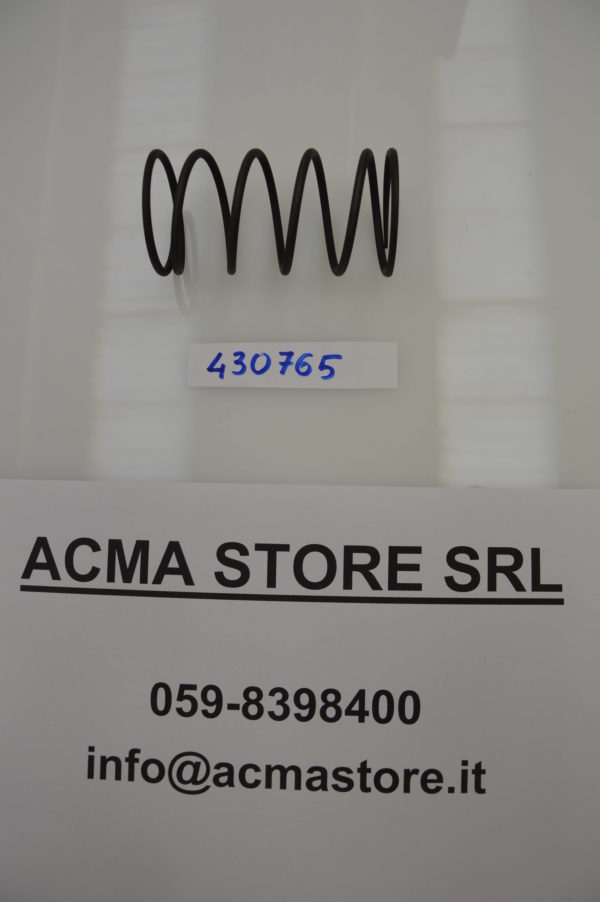 430765
ACMA STORE SRL
059-8398400
info@acmastore.it